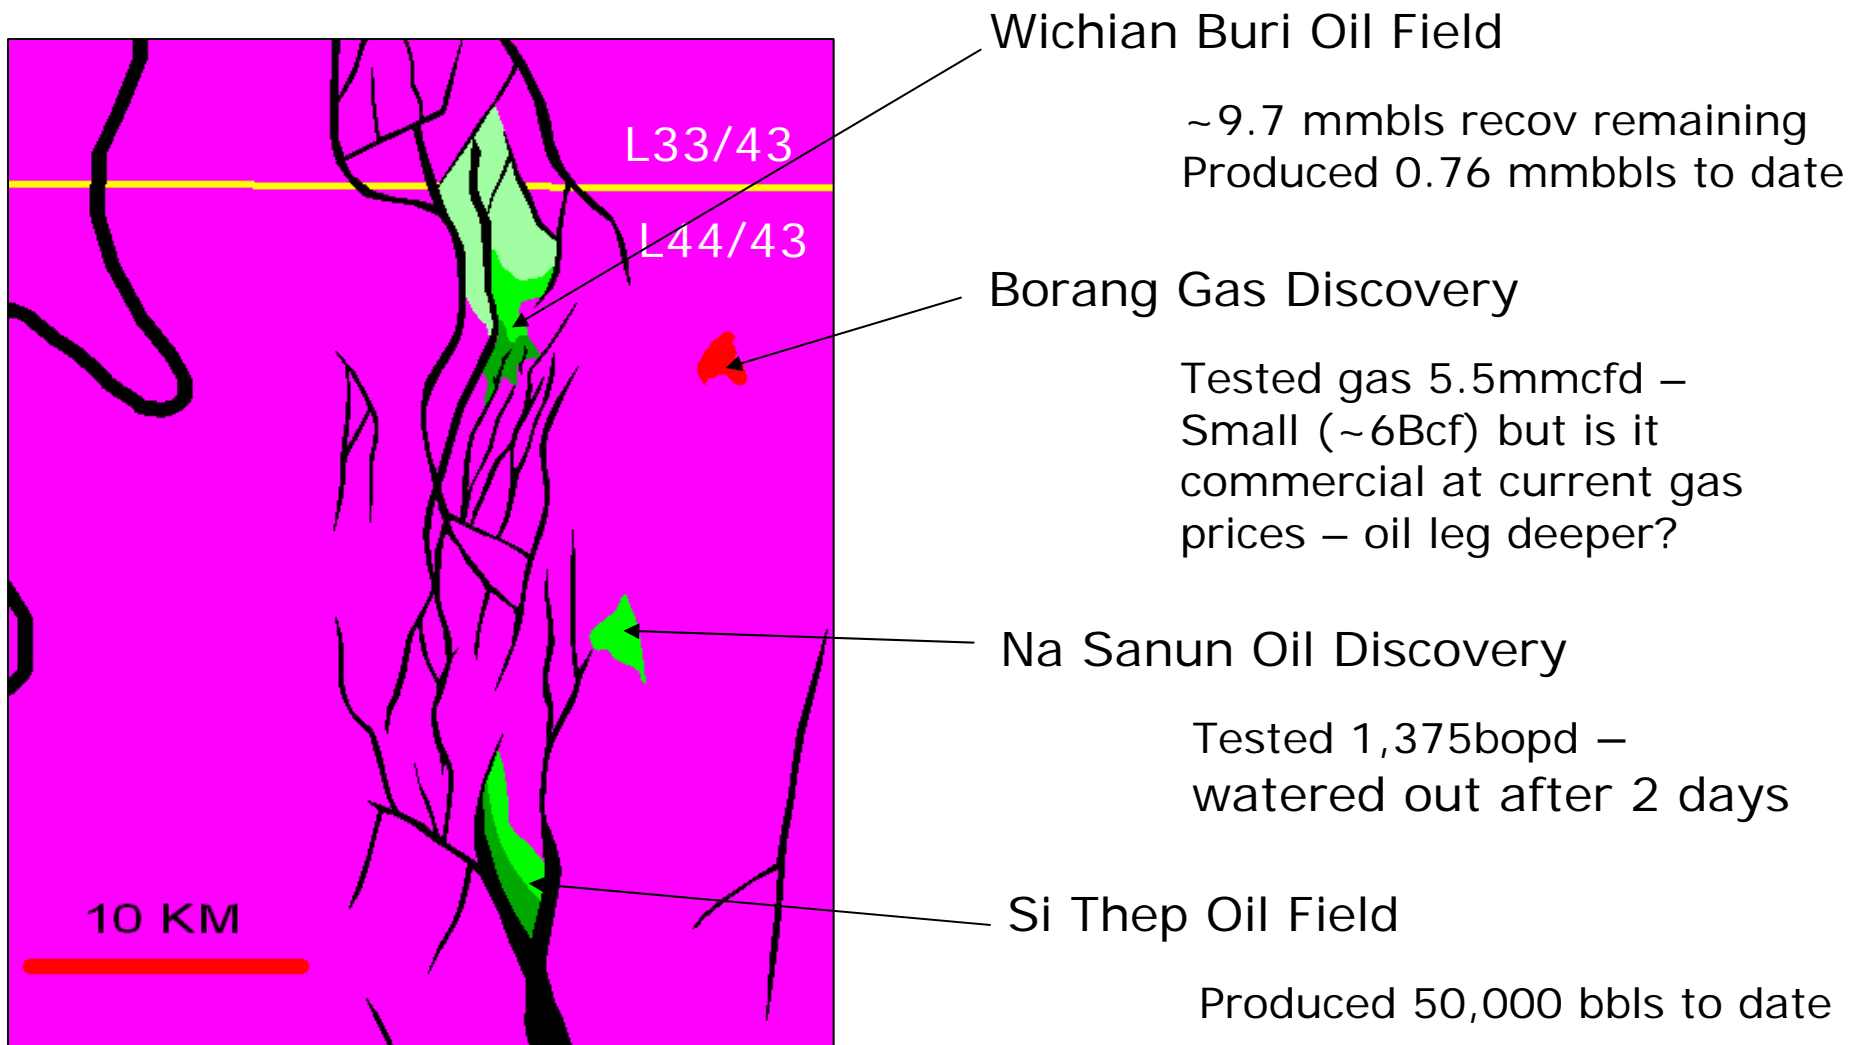 Wichian Buri Oil Field
~9.7 mmbls recov remaining
Produced 0.76 mmbbls to date
L33/43
L44/43
Borang Gas Discovery
Tested gas 5.5mmcfd –
Small (~6Bcf) but is it
commercial at current gas
prices – oil leg deeper?
Na Sanun Oil Discovery
Tested 1,375bopd –
watered out after 2 days
Si Thep Oil Field
Produced 50,000 bbls to date
10 KM